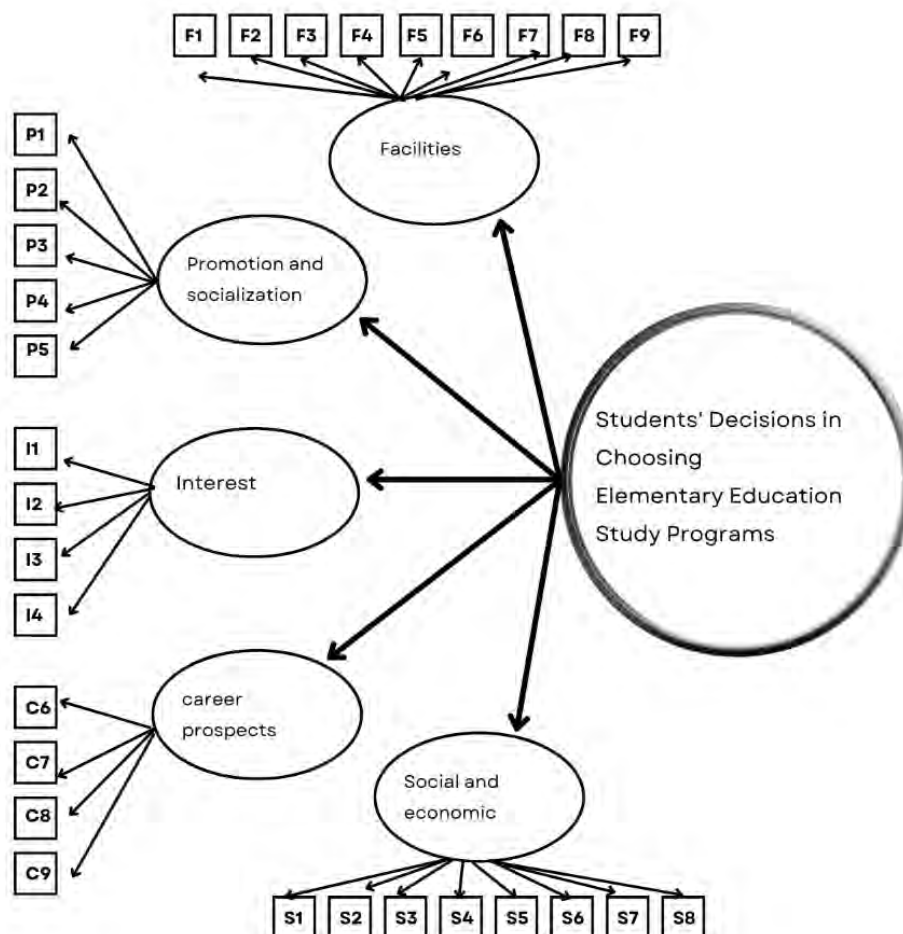 F1 F2 F3 F4 F5 F6 F7 F8 F9
Facilities
P1
P2
P3
P4
P5
Promotion and
socialization
I1
I2
I3
I4
Interest
Students' Decisions in
Choosing
Elementary Education
Study Programs
C6
C7
C8
C9
career
prospects
Social and
economic
S1 S2 S3 S4 S5 S6 S7 S8